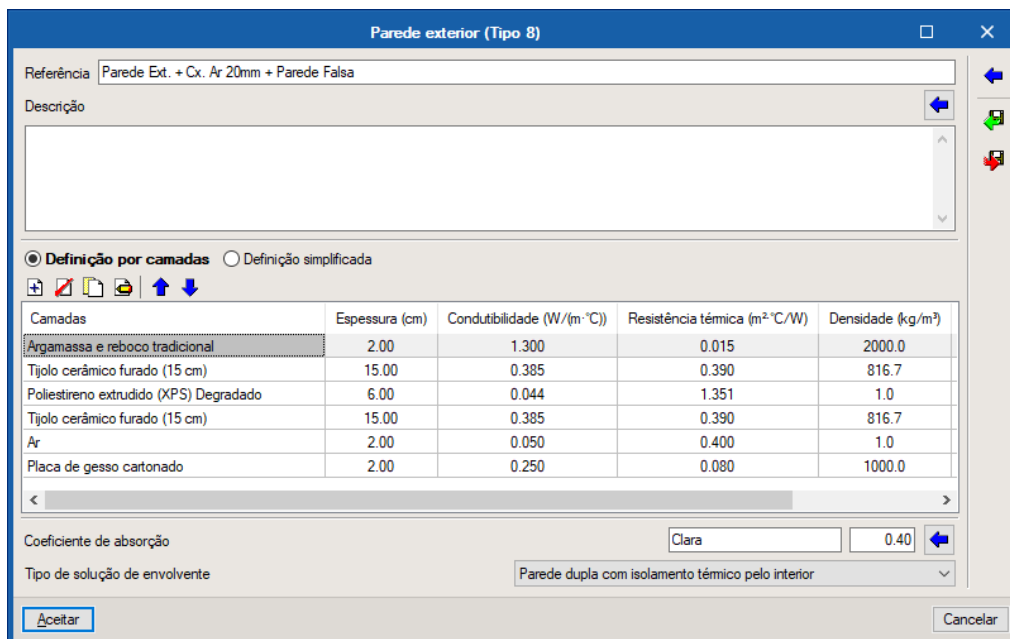 Parede exterior (Tipo 8)
Referência Parede Ext. + Cx. Ar 20mm + Parede Falsa
Descrição
Definição por camadas Definição simplificada
Camadas Espessura (cm) Condutibilidade (W/(m·°C)) Resistência térmica (m²·°C/W) Densidade (kg/m³)
Argamassa e reboco tradicional 2.00 1.300 0.015 2000.0
Tijolo cerâmico furado (15 cm) 15.00 0.385 0.390 816.7
Poliestireno extrudido (XPS) Degradado 6.00 0.044 1.351 1.0
Tijolo cerâmico furado (15 cm) 15.00 0.385 0.390 816.7
Ar 2.00 0.050 0.400 1.0
Placa de gesso cartonado 2.00 0.250 0.080 1000.0
Coeficiente de absorção Clara 0.40
Tipo de solução de envolvente Parede dupla com isolamento térmico pelo interior
Aceitar Cancelar